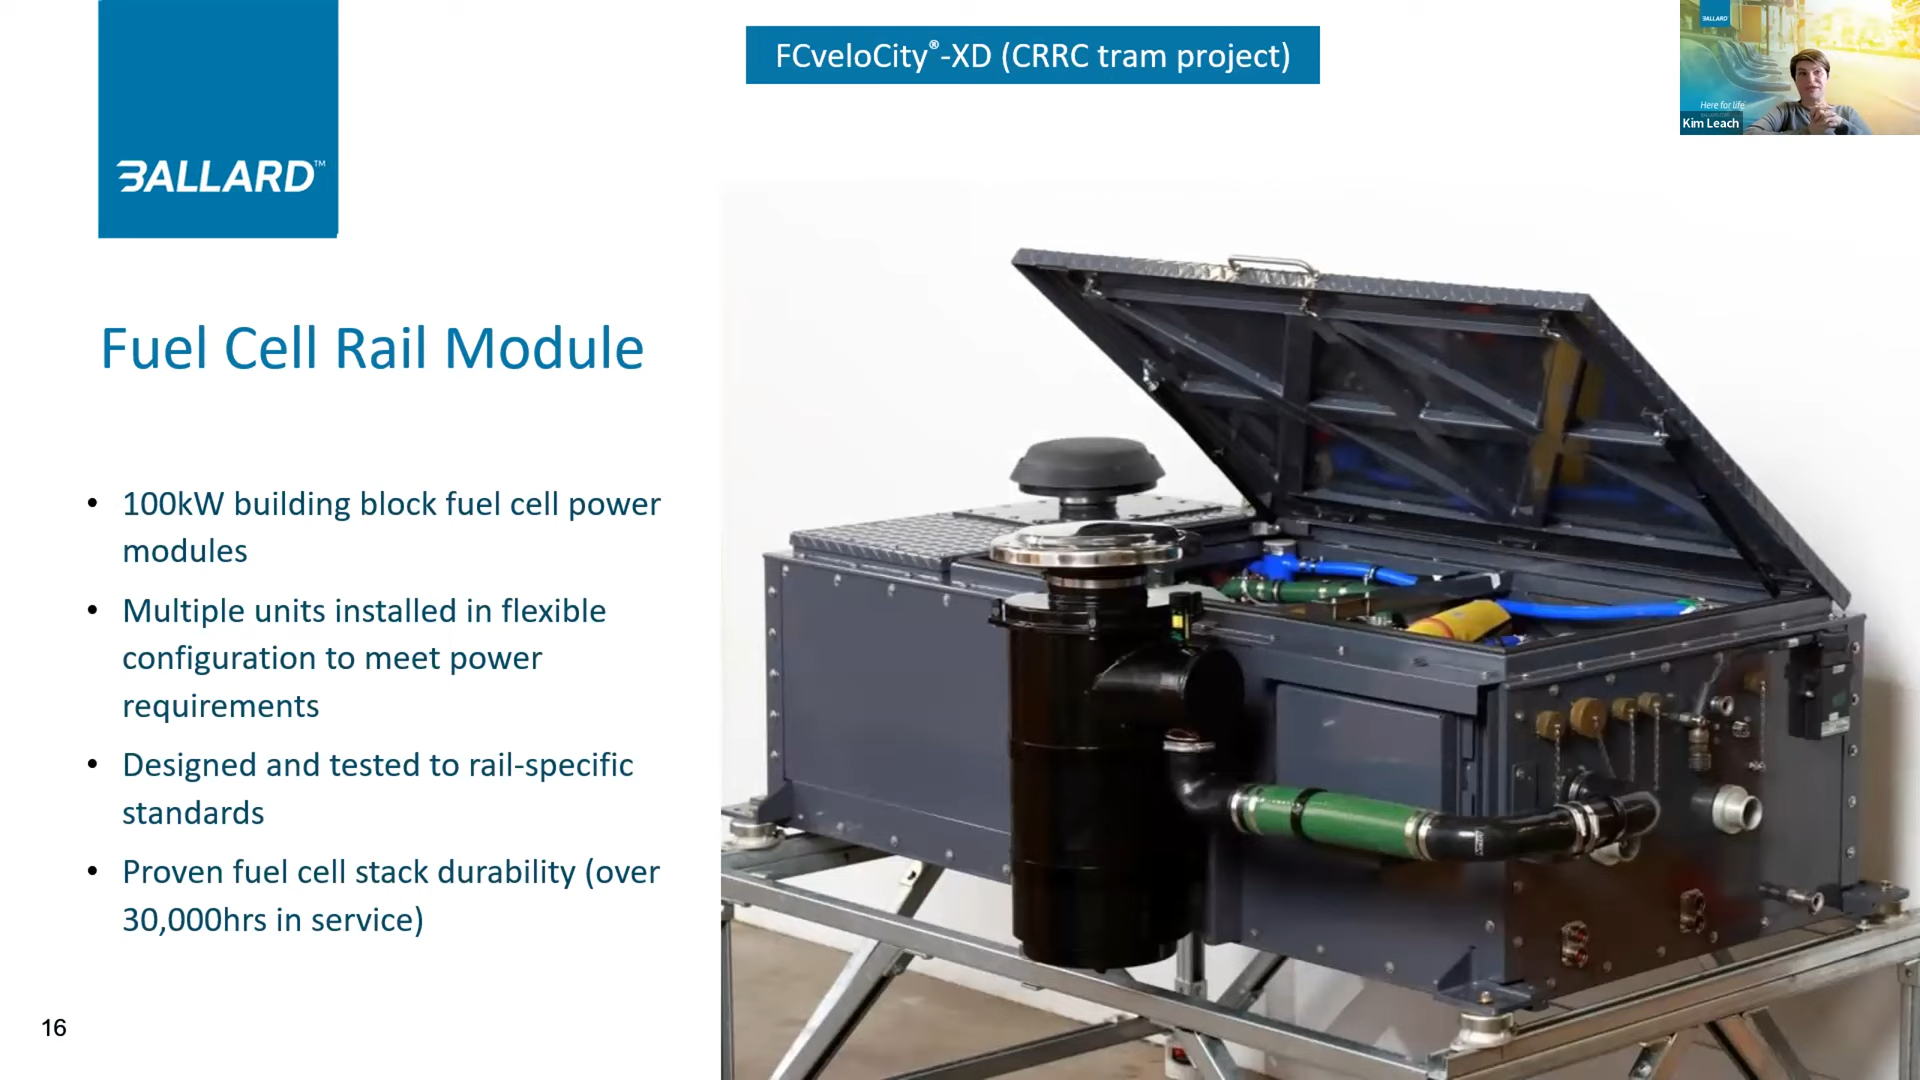 FCveloCity®-XD (CRRC tram project)
BALLARD
Here for life
Kim Leach
BALLARD™
Fuel Cell Rail Module
• 100kW building block fuel cell power
modules
• Multiple units installed in flexible
configuration to meet power
requirements
• Designed and tested to rail-specific
standards
• Proven fuel cell stack durability (over
30,000hrs in service)
16